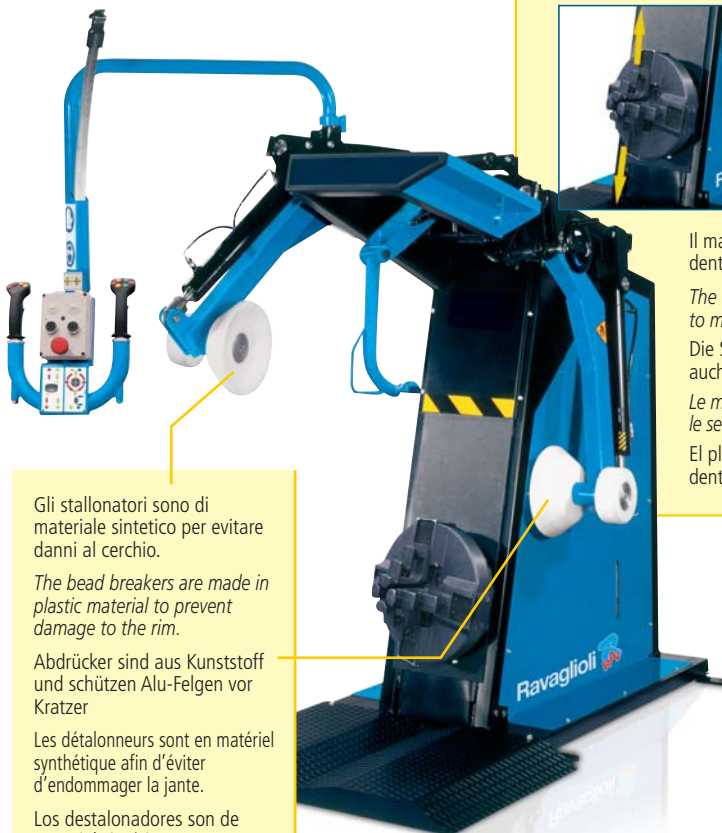 Il ma
dent
The
to m
Die S
auch
Le m
le se
El pl
dent
Gli stallonatori sono di
materiale sintetico per evitare
danni al cerchio.
The bead breakers are made in
plastic material to prevent
damage to the rim.
Abdrücker sind aus Kunststoff
und schützen Alu-Felgen vor
Kratzer
Les détalonneurs sont en matériel
synthétique afin d’éviter
d’endommager la jante.
Los destalonadores son de
Ravaglioli